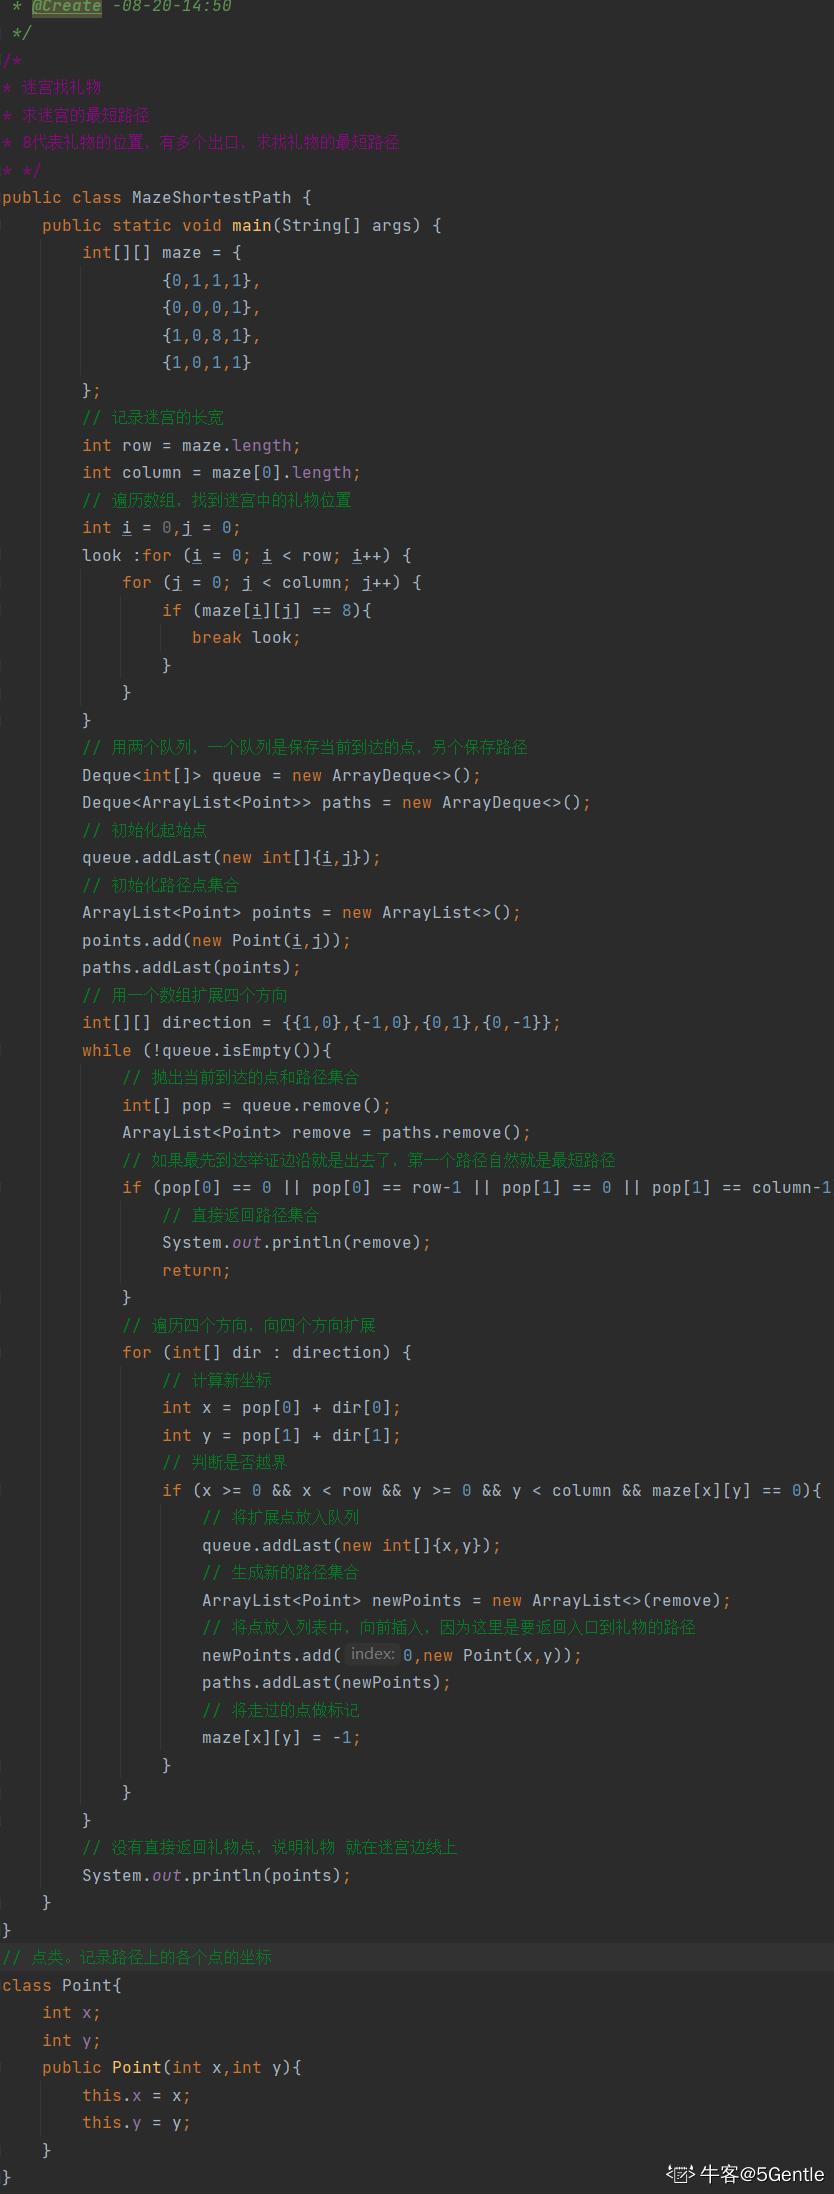 * @Create -08-20-14:50
 */
/*
* 迷宫找礼物
* 求迷宫的最短路径
* 8代表礼物的位置，有多个出口，求找礼物的最短路径
* */
public class MazeShortestPath {
    public static void main(String[] args) {
        int[][] maze = {
                {0,1,1,1},
                {0,0,0,1},
                {1,0,8,1},
                {1,0,1,1}
        };
        // 记录迷宫的长宽
        int row = maze.length;
        int column = maze[0].length;
        // 遍历数组，找到迷宫中的礼物位置
        int i = 0,j = 0;
        look :for (i = 0; i < row; i++) {
            for (j = 0; j < column; j++) {
                if (maze[i][j] == 8){
                   break look;
                }
            }
        }
        // 用两个队列，一个队列是保存当前到达的点，另个保存路径
        Deque<int[]> queue = new ArrayDeque<>();
        Deque<ArrayList<Point>> paths = new ArrayDeque<>();
        // 初始化起始点
        queue.addLast(new int[]{i,j});
        // 初始化路径点集合
        ArrayList<Point> points = new ArrayList<>();
        points.add(new Point(i,j));
        paths.addLast(points);
        // 用一个数组扩展四个方向
        int[][] direction = {{1,0},{-1,0},{0,1},{0,-1}};
        while (!queue.isEmpty()){
            // 抛出当前到达的点和路径集合
            int[] pop = queue.remove();
            ArrayList<Point> remove = paths.remove();
            // 如果最先到达举证边沿就是出去了，第一个路径自然就是最短路径
            if (pop[0] == 0 || pop[0] == row-1 || pop[1] == 0 || pop[1] == column-1
                // 直接返回路径集合
                System.out.println(remove);
                return;
            }
            // 遍历四个方向，向四个方向扩展
            for (int[] dir : direction) {
                // 计算新坐标
                int x = pop[0] + dir[0];
                int y = pop[1] + dir[1];
                // 判断是否越界
                if (x >= 0 && x < row && y >= 0 && y < column && maze[x][y] == 0){
                    // 将扩展点放入队列
                    queue.addLast(new int[]{x,y});
                    // 生成新的路径集合
                    ArrayList<Point> newPoints = new ArrayList<>(remove);
                    // 将点放入列表中，向前插入，因为这里是要返回入口到礼物的路径
                    newPoints.add( index: 0,new Point(x,y));
                    paths.addLast(newPoints);
                    // 将走过的点做标记
                    maze[x][y] = -1;
                }
            }
        }
        // 没有直接返回礼物点，说明礼物 就在迷宫边线上
        System.out.println(points);
    }
}
// 点类。记录路径上的各个点的坐标
class Point{
    int x;
    int y;
    public Point(int x,int y){
        this.x = x;
        this.y = y;
    }
}
牛客@5Gentle